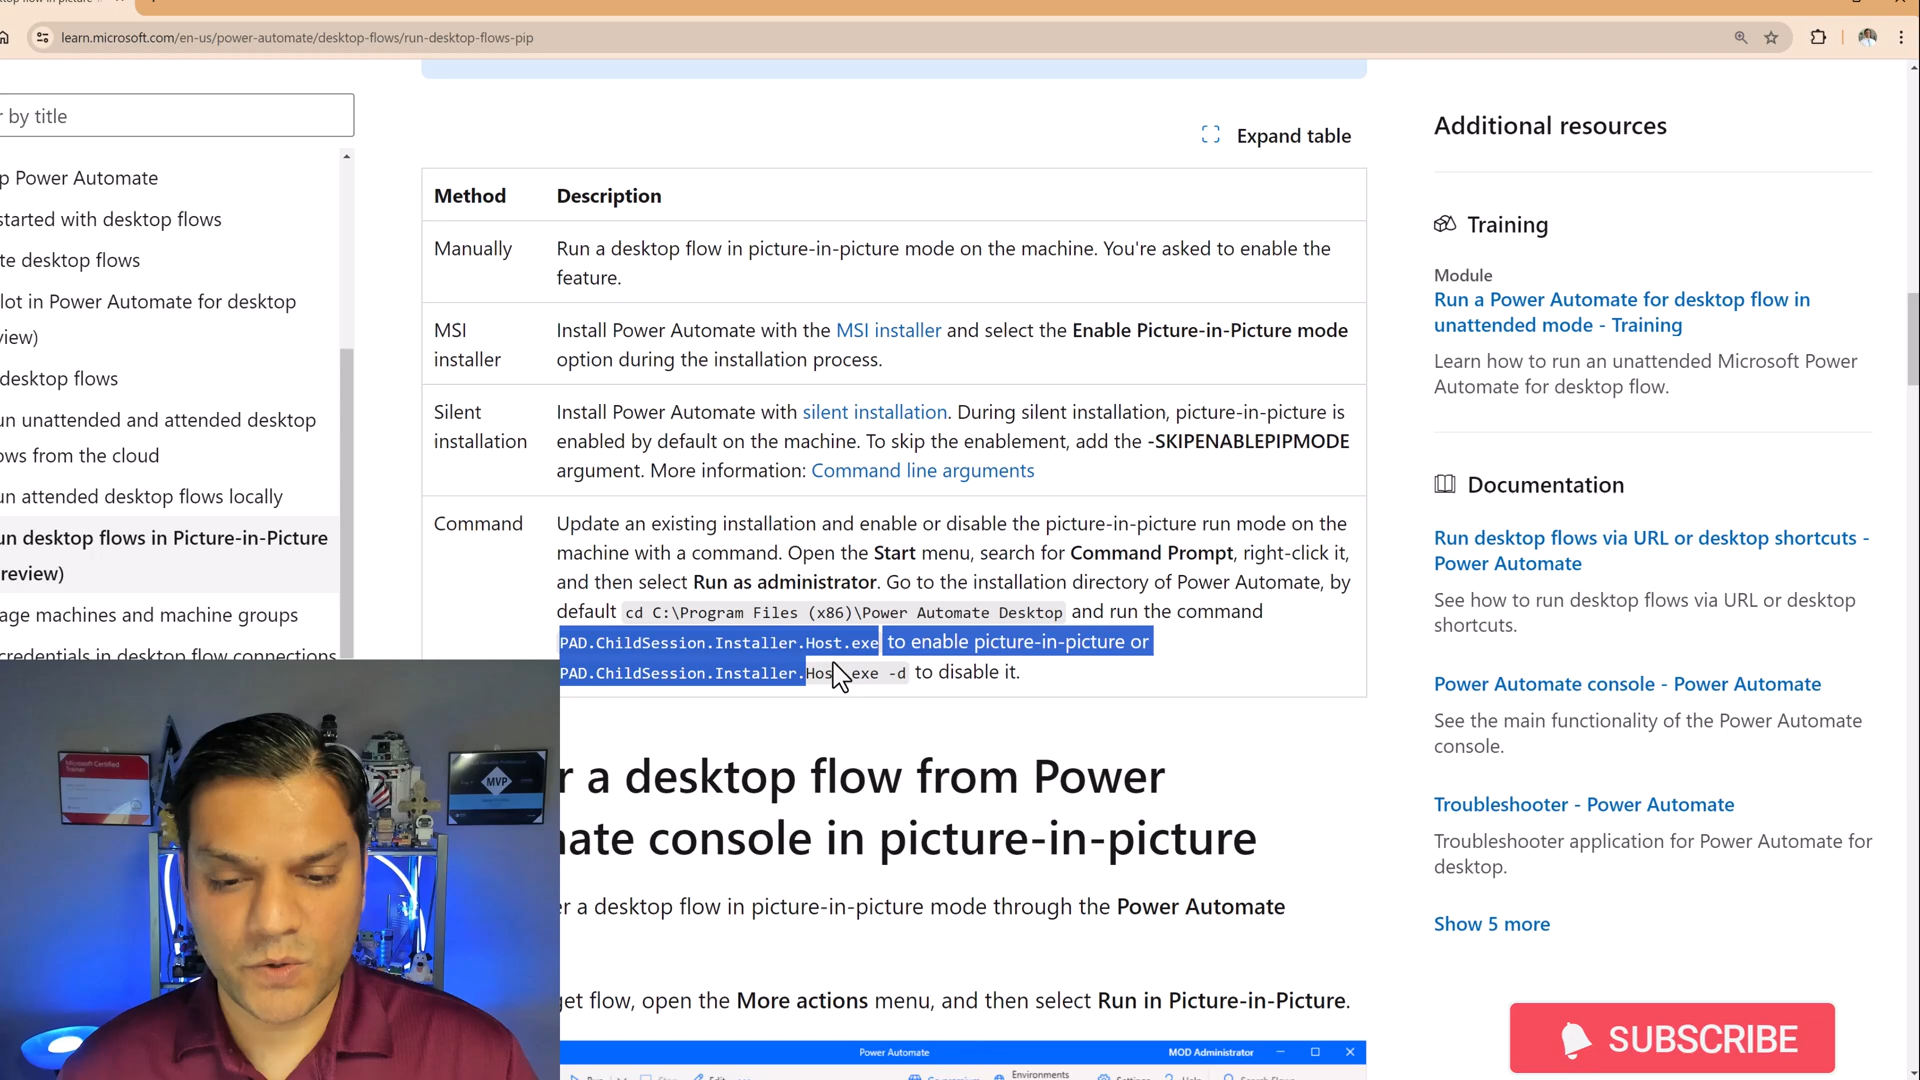 learn.microsoft.com/en-us/power-automate/desktop-flows/run-desktop-flows-pip
by title
Power Automate
started with desktop flows
te desktop flows
lot in Power Automate for desktop
view)
desktop flows
un unattended and attended desktop
ows from the cloud
un attended desktop flows locally
un desktop flows in Picture-in-Picture
review)
age machines and machine groups
credentials in desktop flow connections
Expand table
Method Description
Manually Run a desktop flow in picture-in-picture mode on the machine. You're asked to enable the
feature.
MSI Install Power Automate with the MSI installer and select the Enable Picture-in-Picture mode
installer option during the installation process.
Silent Install Power Automate with silent installation. During silent installation, picture-in-picture is
installation enabled by default on the machine. To skip the enablement, add the -SKIPENABLEPIPMODE
argument. More information: Command line arguments
Command Update an existing installation and enable or disable the picture-in-picture run mode on the
machine with a command. Open the Start menu, search for Command Prompt, right-click it,
and then select Run as administrator. Go to the installation directory of Power Automate, by
default cd C:\Program Files (x86)\Power Automate Desktop and run the command
PAD.ChildSession.Installer.Host.exe to enable picture-in-picture or
PAD.ChildSession.Installer.Host.exe -d to disable it.
r a desktop flow from Power
mate console in picture-in-picture
er a desktop flow in picture-in-picture mode through the Power Automate
get flow, open the More actions menu, and then select Run in Picture-in-Picture.
Power Automate MOD Administrator
Environments
Additional resources
Training
Module
Run a Power Automate for desktop flow in
unattended mode - Training
Learn how to run an unattended Microsoft Power
Automate for desktop flow.
Documentation
Run desktop flows via URL or desktop shortcuts -
Power Automate
See how to run desktop flows via URL or desktop
shortcuts.
Power Automate console - Power Automate
See the main functionality of the Power Automate
console.
Troubleshooter - Power Automate
Troubleshooter application for Power Automate for
desktop.
Show 5 more
SUBSCRIBE
Microsoft Certified
Trainer
MVP